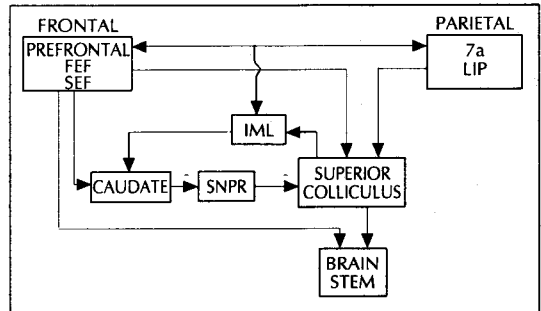 FRONTAL
PREFRONTAL
FEF
SEF
PARIETAL
7a
LIP
IML
CAUDATE
SNPR
SUPERIOR
COLLICULUS
BRAIN
STEM